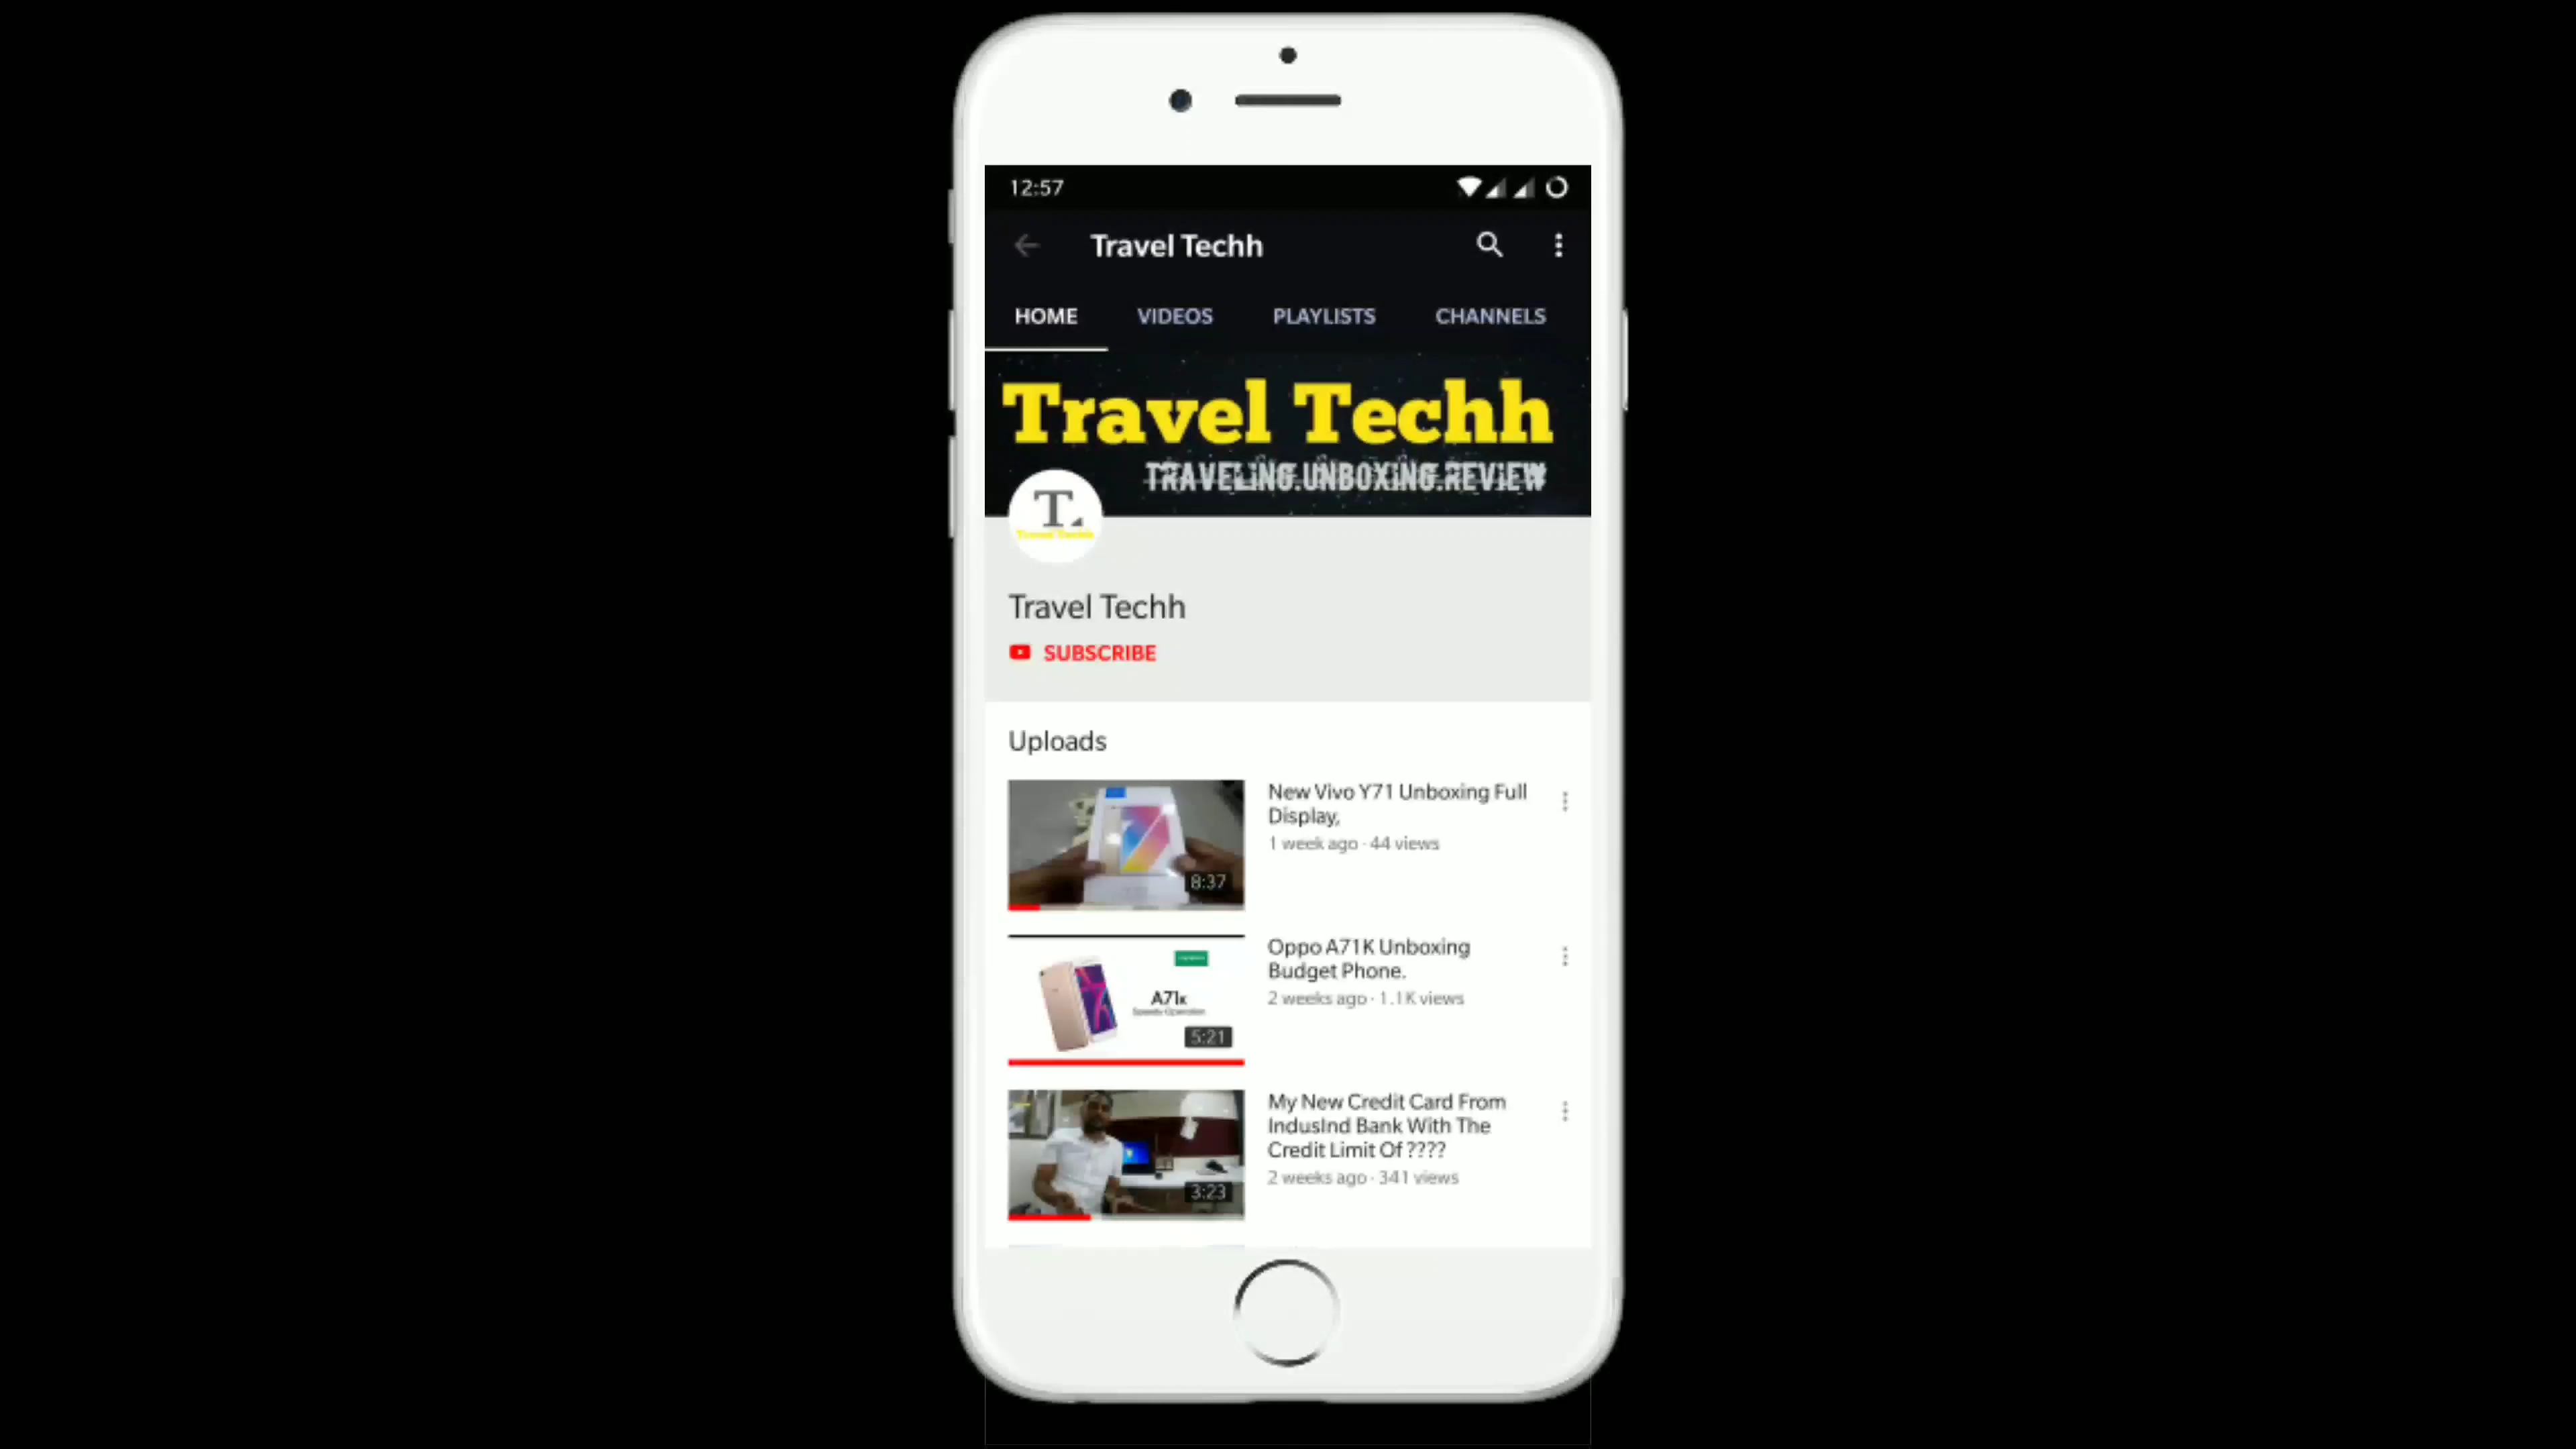 12:57
Travel Techh
HOME VIDEOS PLAYLISTS CHANNELS
Travel Techh
TRAVELING.UNBOXING.REVIEW
T.
Travel Techh
Travel Techh
SUBSCRIBE
Uploads
New Vivo Y71 Unboxing Full
Display,
1 week ago · 44 views
8:37
Oppo A71K Unboxing
Budget Phone.
2 weeks ago · 1.1K views
A71K
5:21
My New Credit Card From
IndusInd Bank With The
Credit Limit Of ????
2 weeks ago · 341 views
3:23